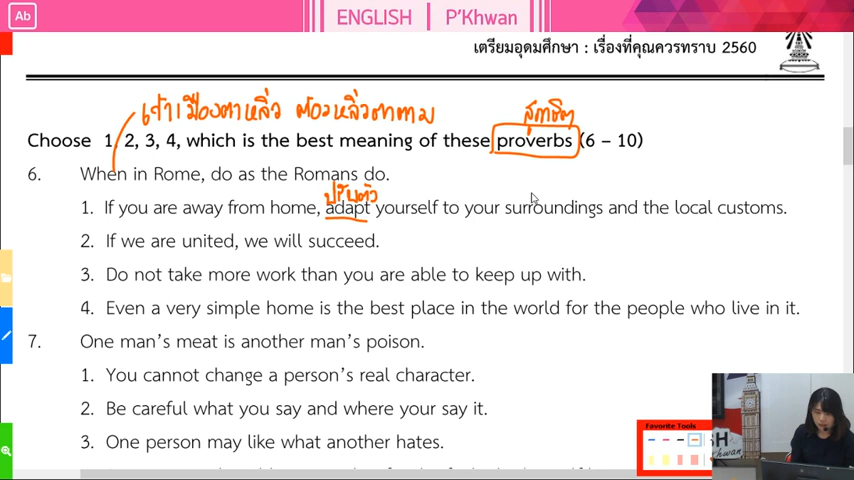 Ab
ENGLISH P'Khwan
เตรียมอุดมศึกษา : เรื่องที่คุณควรทราบ 2560
เข้าเมืองตาหลิ่ว ต้องหลิ่วตาตาม
สุภาษิต
Choose 1, 2, 3, 4, which is the best meaning of these proverbs (6 – 10)
6. When in Rome, do as the Romans do.
ปรับตัว
1. If you are away from home, adapt yourself to your surroundings and the local customs.
2. If we are united, we will succeed.
3. Do not take more work than you are able to keep up with.
4. Even a very simple home is the best place in the world for the people who live in it.
7. One man's meat is another man's poison.
1. You cannot change a person's real character.
2. Be careful what you say and where your say it.
3. One person may like what another hates.
Favorite Tools
SH
Khwan